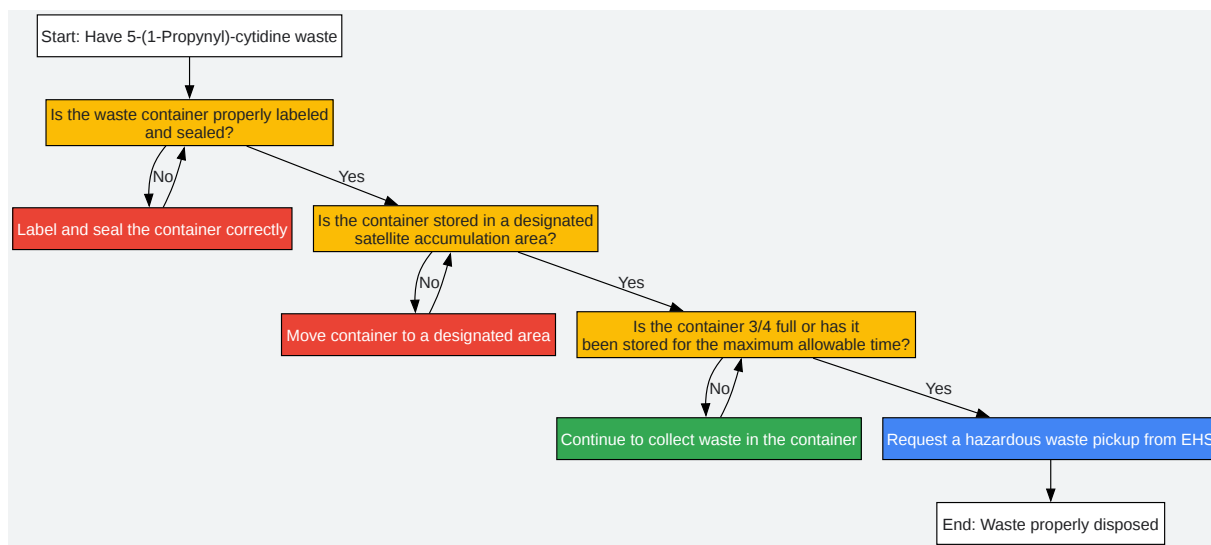 Start: Have 5-(1-Propynyl)-cytidine waste
Is the waste container properly labeled
and sealed?
No
Yes
Label and seal the container correctly
Is the container stored in a designated
satellite accumulation area?
No
Yes
Move container to a designated area
Is the container 3/4 full or has it
been stored for the maximum allowable time?
No
Yes
Continue to collect waste in the container
Request a hazardous waste pickup from EHS
End: Waste properly disposed